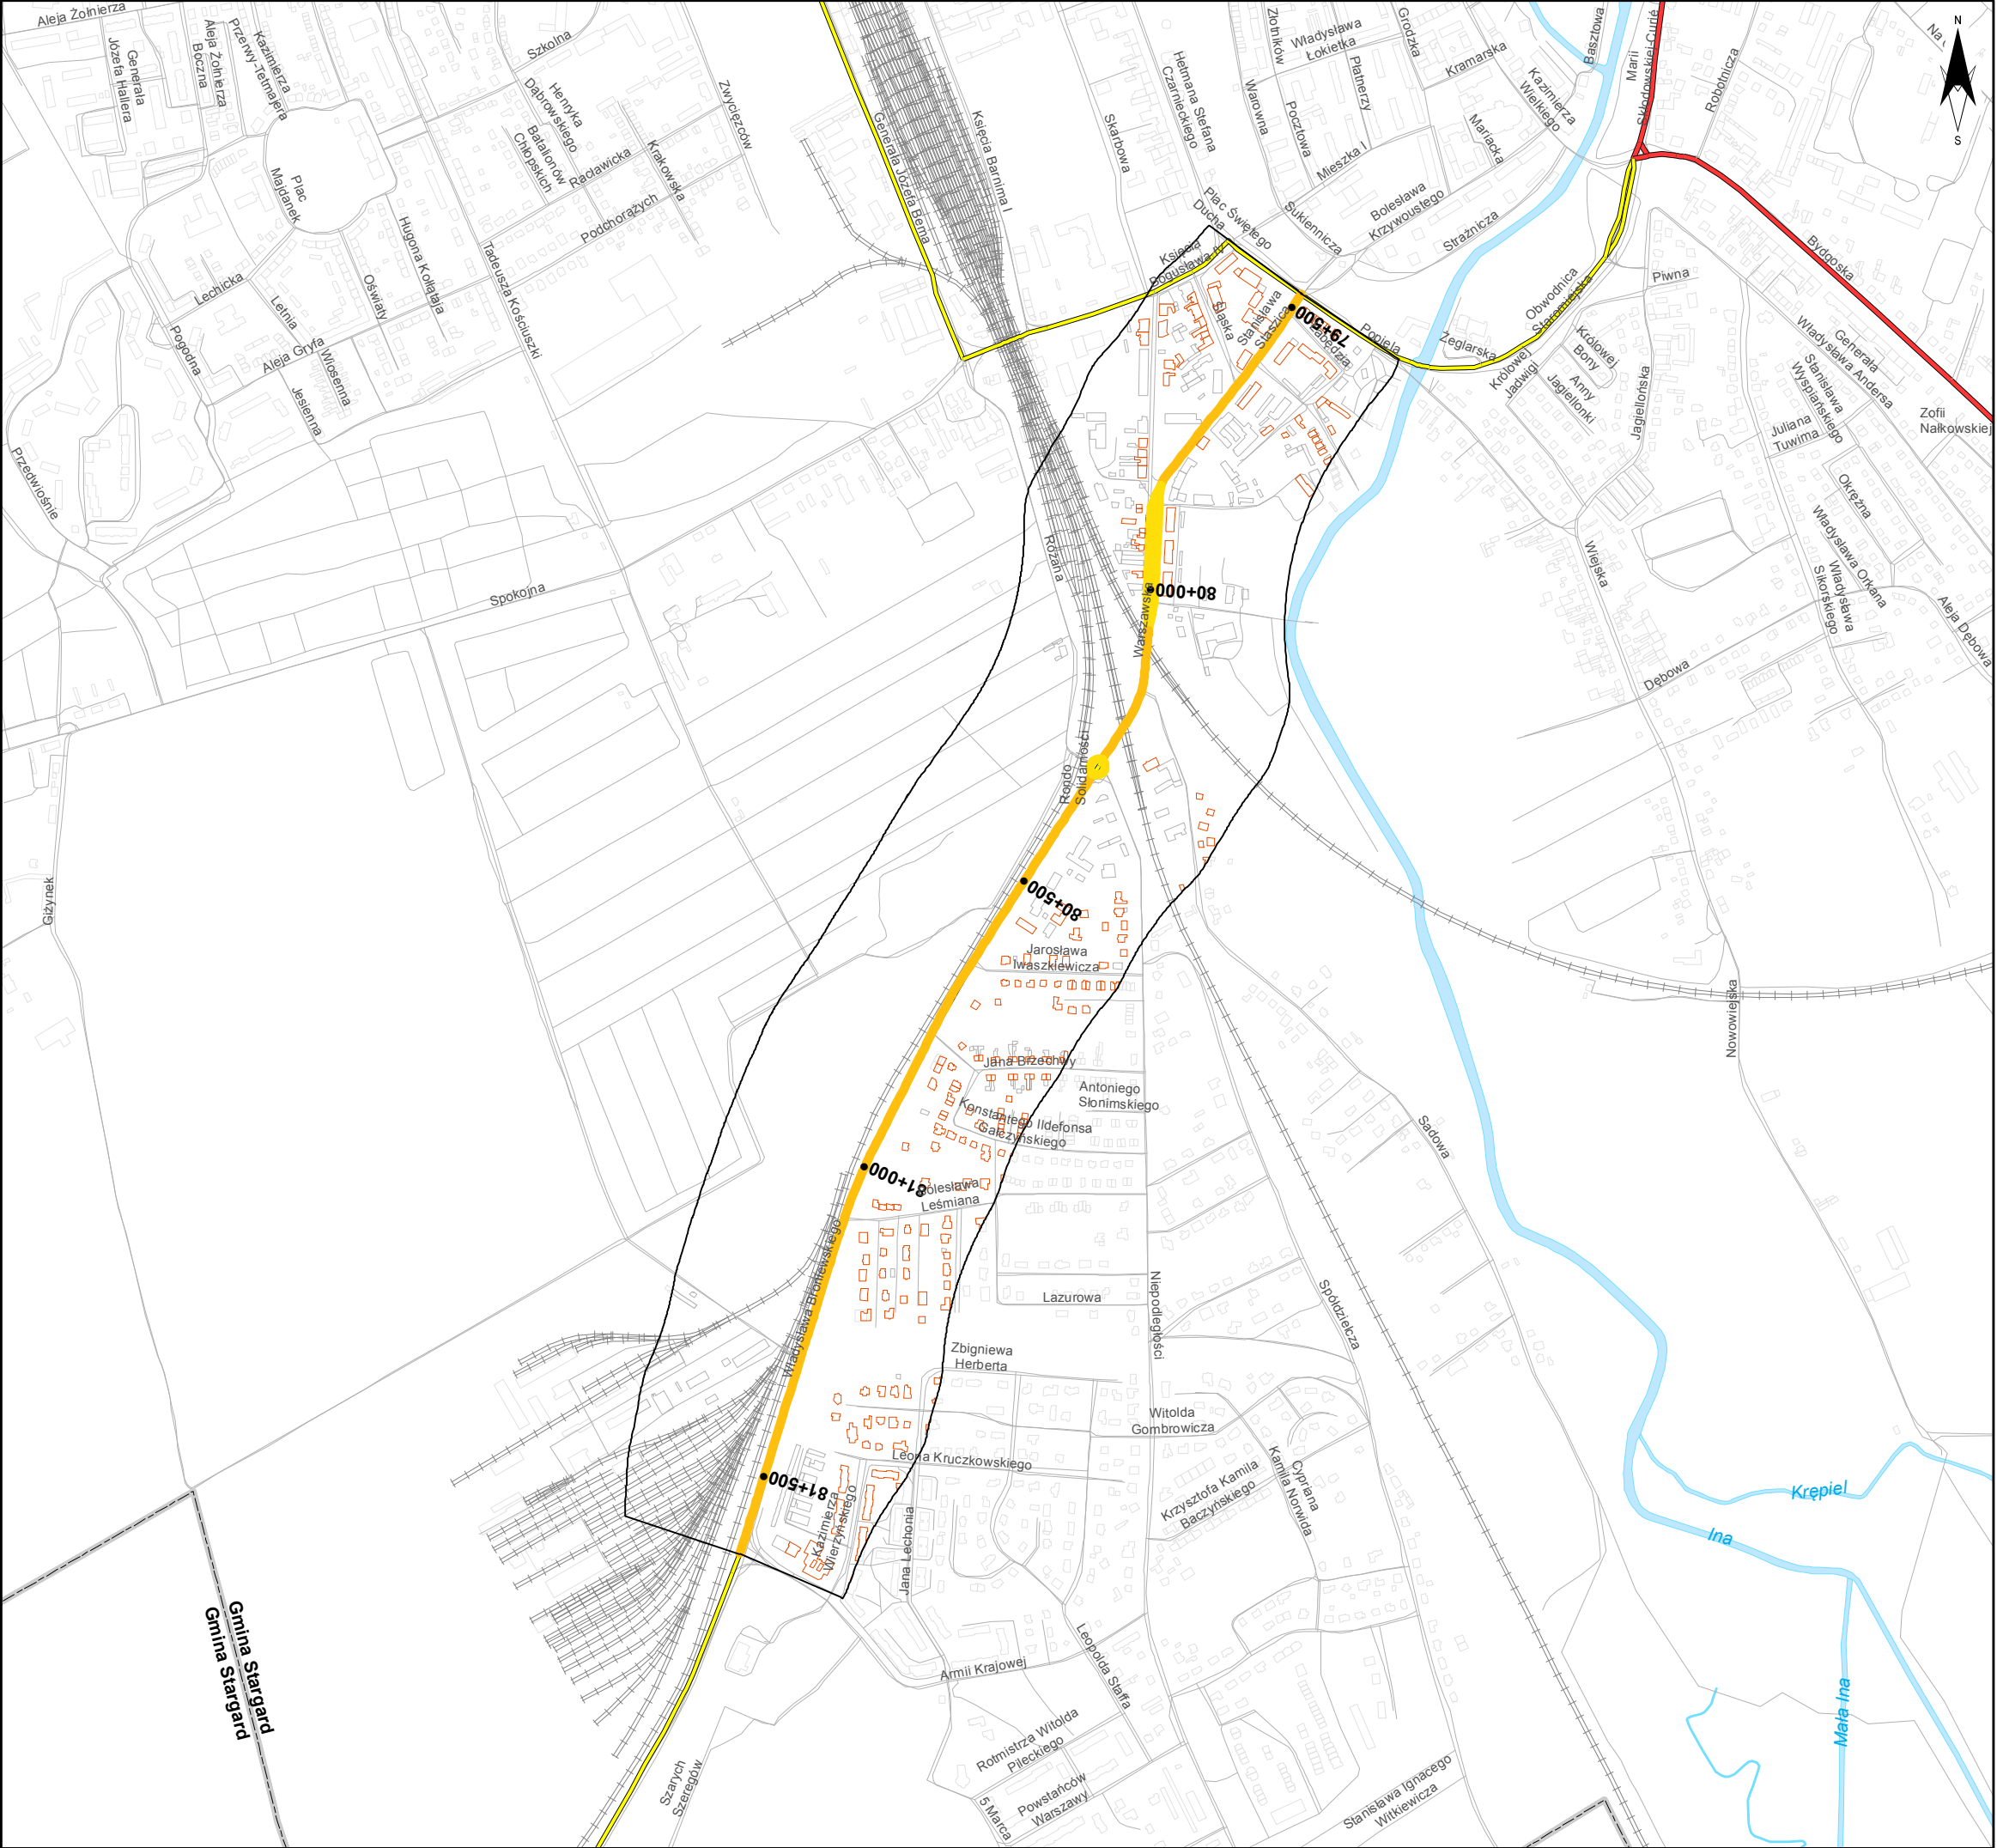 Aleja Żołnierza
Generała
Józefa Hallera
Aleja Żołnierza
Boczna
Kazimierza
Przerwy-Tetmajera
Szkolna
Henryka
Dąbrowskiego
Batalionów
Chłopskich
Racławicka
Krakowska
Podchorążych
Zwycięzców
Plac
Majdanek
Hugona Kołłątaja
Tadeusza Kościuszki
Lechicka
Letnia
Oświaty
Pogodna
Aleja Gryfa
Wiosenna
Jesienna
Przedwiośnie
Spokojna
Giżynek
Generała Józefa Bema
Księcia Barnima I
Skarbowa
Hetmana Stefana
Czarnieckiego
Złotników
Władysława
Łokietka
Grodzka
Płatnerzy
Kramarska
Warowna
Pocztowa
Mieszka I
Mariacka
Kazimierza
Wielkiego
Basztowa
Marii
Skłodowskiej-Curie
Robotnicza
Na
N
S
Plac Świętego
Ducha
Sukiennicza
Bolesława
Krzywoustego
Strażnicza
Księcia
Bogusława IV
Śląska
Stanisława
Staszica
79+500
Łabędzia
Popiela
Żeglarska
Obwodnica
Staromiejska
Piwna
Bydgoska
Królowej
Jadwigi
Królowej
Bony
Anny
Jagiellonki
Jagiellońska
Generała
Władysława Andersa
Stanisława
Wyspiańskiego
Juliana
Tuwima
Zofii
Nałkowskiej
Okrężna
Władysława Orkana
Władysława
Sikorskiego
Aleja Dębowa
Wiejska
Dębowa
Różana
80+000
Warszawska
Rondo
Solidarności
80+500
Jarosława
Iwaszkiewicza
Jana Brzechwy
Antoniego
Słonimskiego
Konstantego Ildefonsa
Gałczyńskiego
81+000
Bolesława
Leśmiana
Władysława Broniewskiego
Lazurowa
Niepodległości
Spółdzielcza
Sadowa
Nowowiejska
Zbigniewa
Herberta
Witolda
Gombrowicza
Leona Kruczkowskiego
81+500
Kazimierza
Wierzyńskiego
Jana Lechonia
Krzysztofa Kamila
Baczyńskiego
Cypriana
Kamila Norwida
Krępiel
Ina
Mała Ina
Gmina Stargard
Gmina Stargard
Armii Krajowej
Leopolda Staffa
Rotmistrza Witolda
Pileckiego
Powstańców
Warszawy
5 Marca
Szarych
Szeregów
Stanisława Ignacego
Witkiewicza